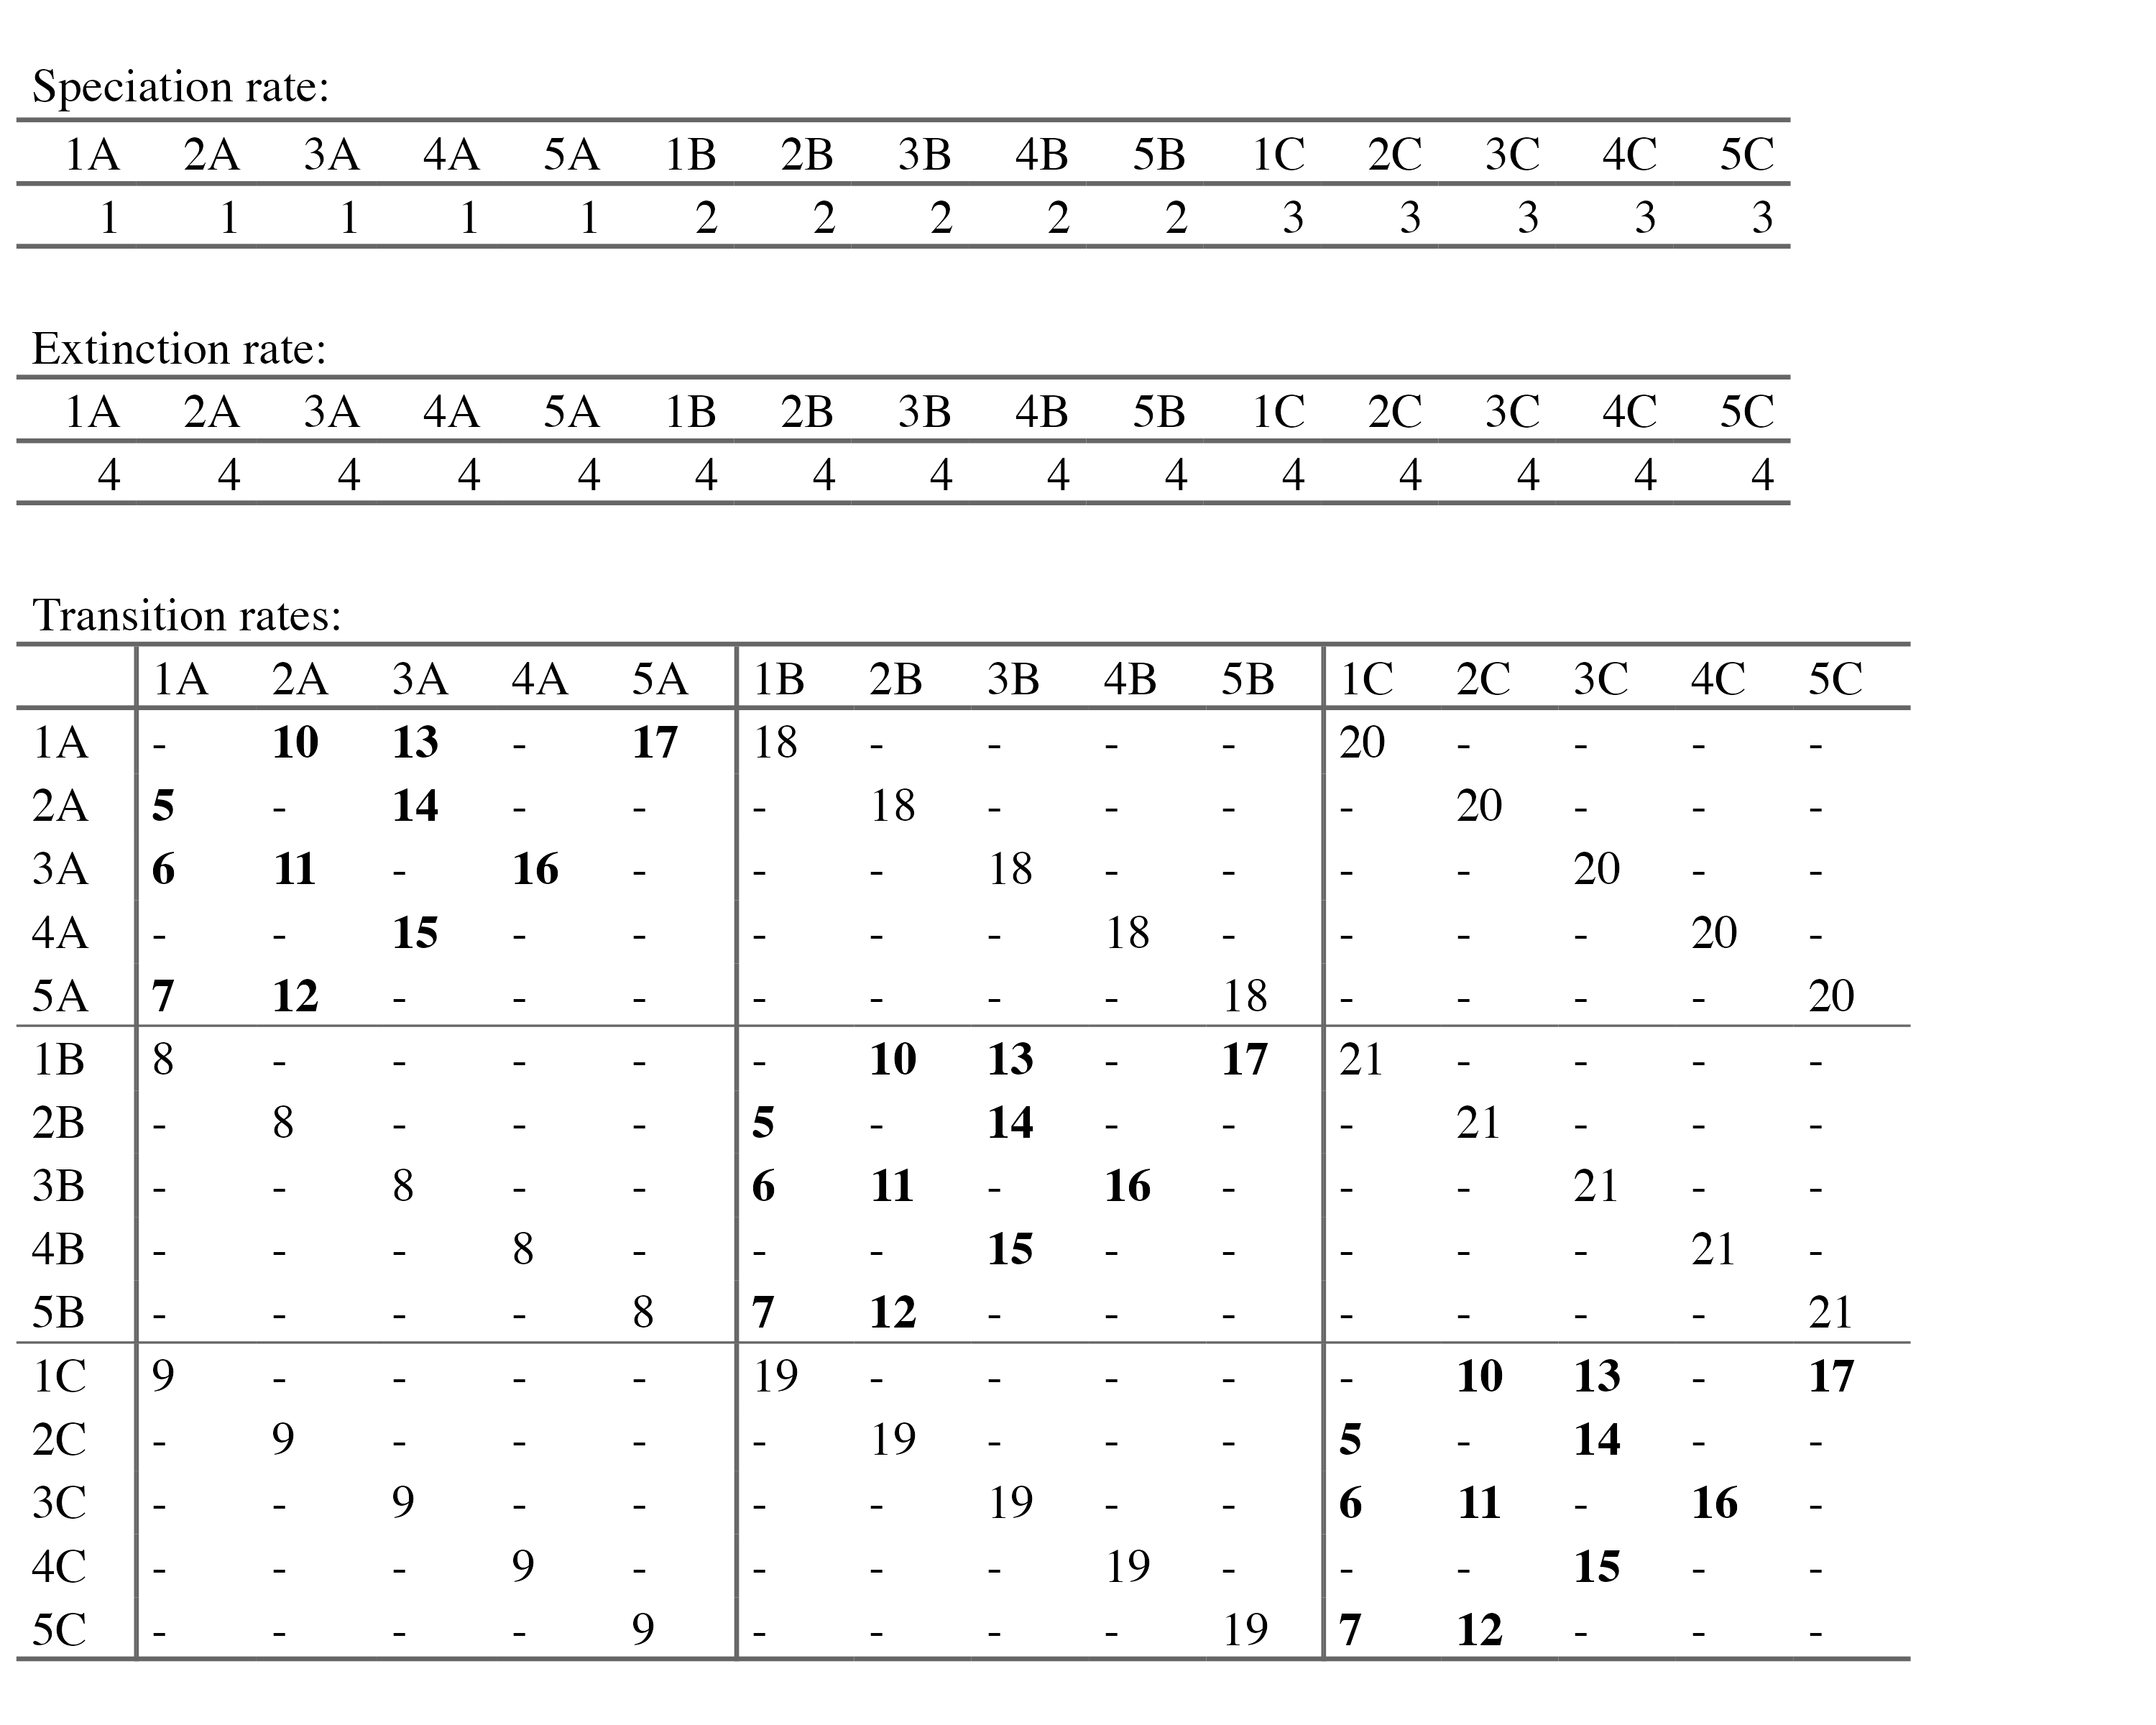 Speciation rate:
1A 2A 3A 4A 5A 1B 2B 3B 4B 5B 1C 2C 3C 4C 5C
1 1 1 1 1 2 2 2 2 2 3 3 3 3 3
Extinction rate:
1A 2A 3A 4A 5A 1B 2B 3B 4B 5B 1C 2C 3C 4C 5C
4 4 4 4 4 4 4 4 4 4 4 4 4 4 4
Transition rates:
1A 2A 3A 4A 5A 1B 2B 3B 4B 5B 1C 2C 3C 4C 5C
1A - 10 13 - 17 18 - - - - 20 - - - -
2A 5 - 14 - - - 18 - - - - 20 - - -
3A 6 11 - 16 - - - 18 - - - - 20 - -
4A - - 15 - - - - - 18 - - - - 20 -
5A 7 12 - - - - - - - 18 - - - - 20
1B 8 - - - - - 10 13 - 17 21 - - - -
2B - 8 - - - 5 - 14 - - - 21 - - -
3B - - 8 - - 6 11 - 16 - - - 21 - -
4B - - - 8 - - - 15 - - - - - 21 -
5B - - - - 8 7 12 - - - - - - - 21
1C 9 - - - - 19 - - - - - 10 13 - 17
2C - 9 - - - - 19 - - - 5 - 14 - -
3C - - 9 - - - - 19 - - 6 11 - 16 -
4C - - - 9 - - - - 19 - - - 15 - -
5C - - - - 9 - - - - 19 7 12 - - -